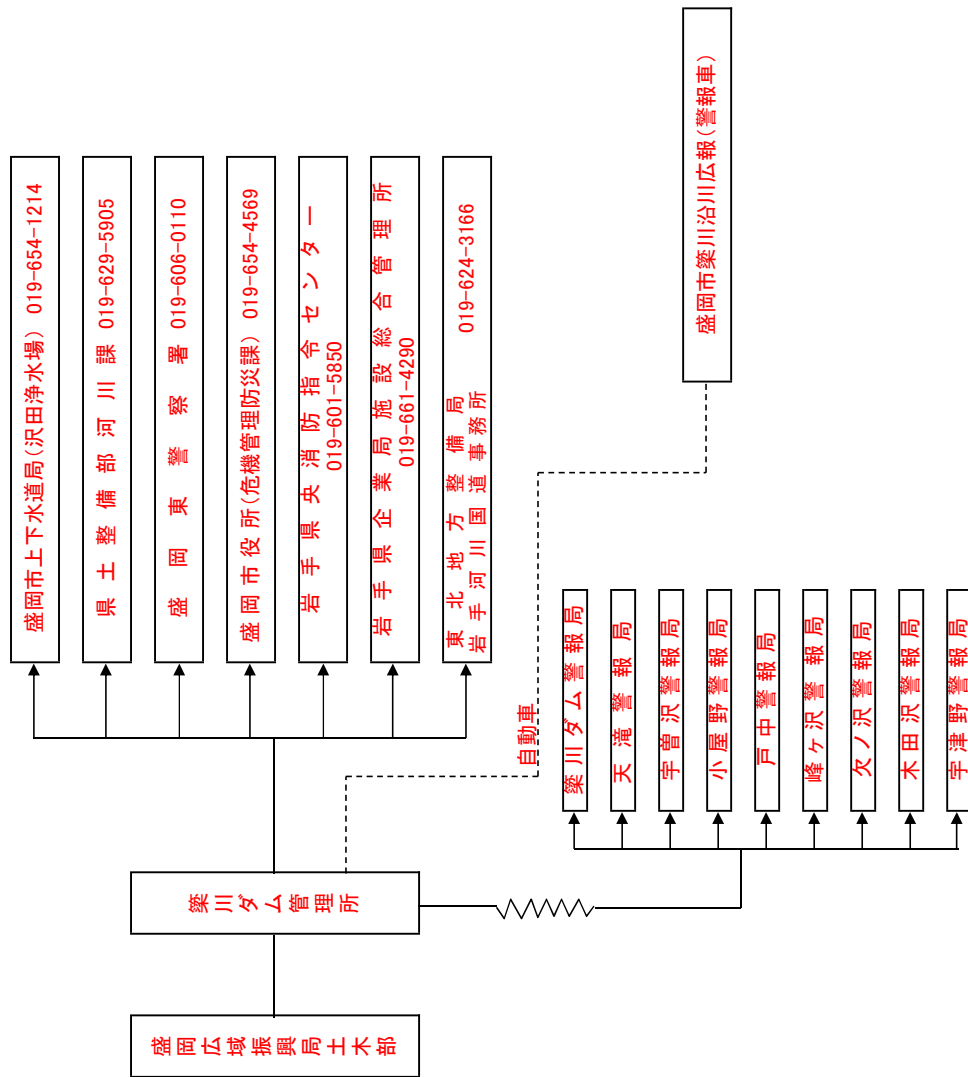 盛岡市上下水道局(沢田浄水場) 019-654-1214
県土整備部河川課 019-629-5905
盛岡東警察署 019-606-0110
盛岡市役所(危機管理防災課) 019-654-4569
岩手県央消防指令センター
019-601-5850
岩手県企業局施設総合管理所
019-661-4290
東北地方整備局
岩手河川国道事務所
019-624-3166
盛岡市簗川沿川広報(警報車)
自動車
簗川ダム警報局
天滝警報局
宇曽沢警報局
小屋野警報局
戸中警報局
峰ヶ沢警報局
欠ノ沢警報局
木田沢警報局
宇津野警報局
簗川ダム管理所
盛岡広域振興局土木部